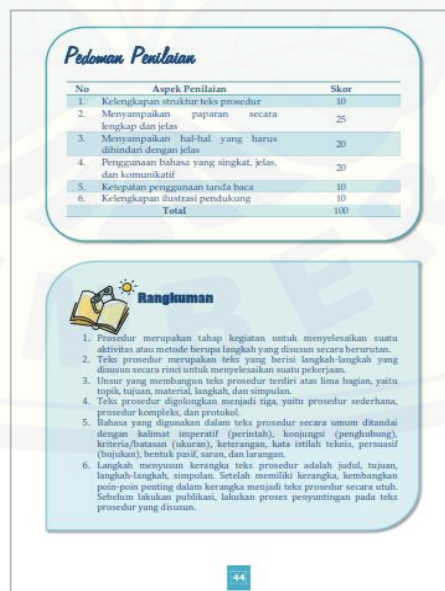 Pedoman Penilaian
No Aspek Penilaian Skor
1. Kelengkapan struktur teks prosedur 10
2. Menyampaikan paparan secara
lengkap dan jelas 25
3. Menyampaikan hal-hal yang harus
dihindari dengan jelas 20
4. Penggunaan bahasa yang singkat, jelas,
dan komunikatif 20
5. Ketepatan penggunaan tanda baca 10
6. Kelengkapan ilustrasi pendukung 10
Total 100
Rangkuman
1. Prosedur merupakan tahap kegiatan untuk menyelesaikan suatu
aktivitas atau metode berupa langkah yang disusun secara berurutan.
2. Teks prosedur merupakan teks yang berisi langkah-langkah yang
disusun secara rinci untuk menyelesaikan suatu pekerjaan.
3. Unsur yang membangun teks prosedur terdiri atas lima bagian, yaitu
topik, tujuan, material, langkah, dan simpulan.
4. Teks prosedur digolongkan menjadi tiga, yaitu prosedur sederhana,
prosedur kompleks, dan protokol.
5. Bahasa yang digunakan dalam teks prosedur secara umum ditandai
dengan kalimat imperatif (perintah), konjungsi (penghubung),
kriteria/batasan (ukuran), keterangan, kata istilah teknis, persuasif
(bujukan), bentuk pasif, saran, dan larangan.
6. Langkah menyusun kerangka teks prosedur adalah judul, tujuan,
langkah-langkah, simpulan. Setelah memiliki kerangka, kembangkan
poin-poin penting dalam kerangka menjadi teks prosedur secara utuh.
Sebelum lakukan publikasi, lakukan proses penyuntingan pada teks
prosedur yang disusun.
44